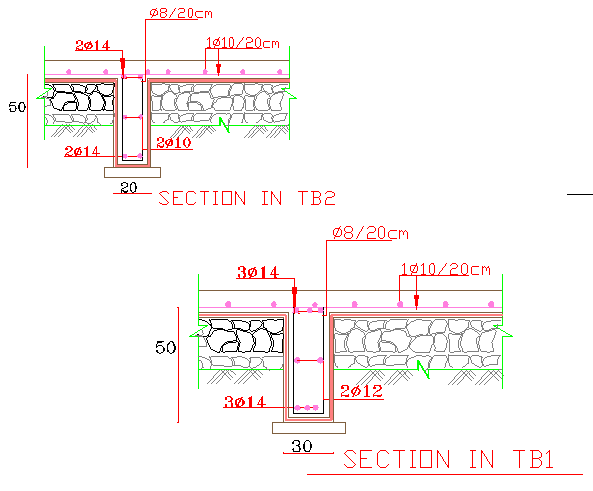 ø8/20cm
2ø14
1ø10/20cm
50
2ø14
2ø10
20
SECTION IN TB2
ø8/20cm
3ø14
1ø10/20cm
50
3ø14
2ø12
30
SECTION IN TB1